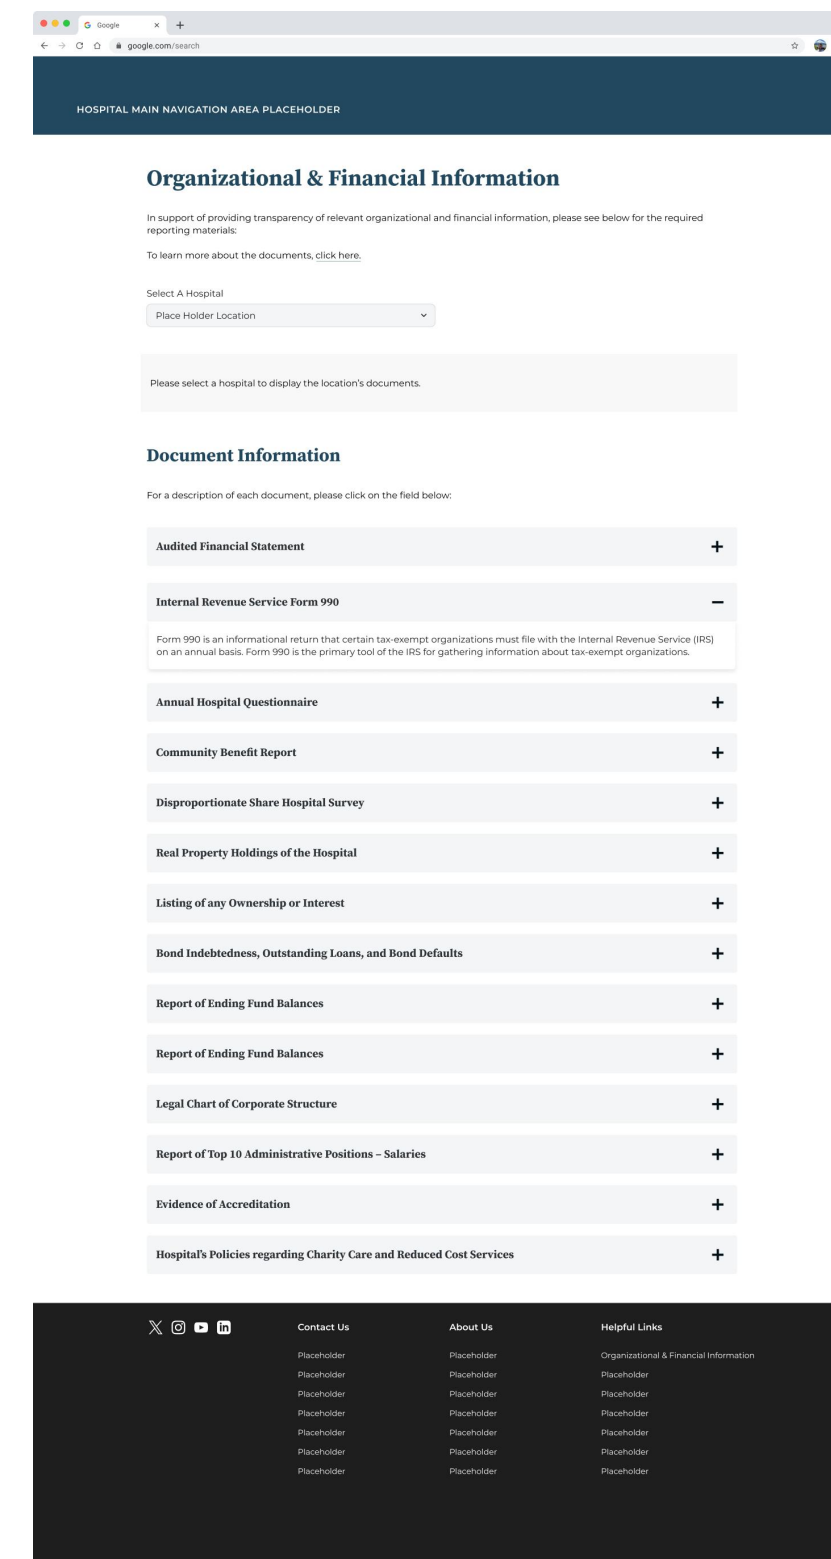 Google
google.com/search
HOSPITAL MAIN NAVIGATION AREA PLACEHOLDER
Organizational & Financial Information
In support of providing transparency of relevant organizational and financial information, please see below for the required
reporting materials:
To learn more about the documents, click here.
Select A Hospital
Place Holder Location
Please select a hospital to display the location's documents.
Document Information
For a description of each document, please click on the field below:
Audited Financial Statement
Internal Revenue Service Form 990
Form 990 is an informational return that certain tax-exempt organizations must file with the Internal Revenue Service (IRS)
on an annual basis. Form 990 is the primary tool of the IRS for gathering information about tax-exempt organizations.
Annual Hospital Questionnaire
Community Benefit Report
Disproportionate Share Hospital Survey
Real Property Holdings of the Hospital
Listing of any Ownership or Interest
Bond Indebtedness, Outstanding Loans, and Bond Defaults
Report of Ending Fund Balances
Report of Ending Fund Balances
Legal Chart of Corporate Structure
Report of Top 10 Administrative Positions – Salaries
Evidence of Accreditation
Hospital's Policies regarding Charity Care and Reduced Cost Services
Contact Us
Placeholder
Placeholder
Placeholder
Placeholder
Placeholder
Placeholder
Placeholder
About Us
Placeholder
Placeholder
Placeholder
Placeholder
Placeholder
Placeholder
Placeholder
Helpful Links
Organizational & Financial Information
Placeholder
Placeholder
Placeholder
Placeholder
Placeholder
Placeholder